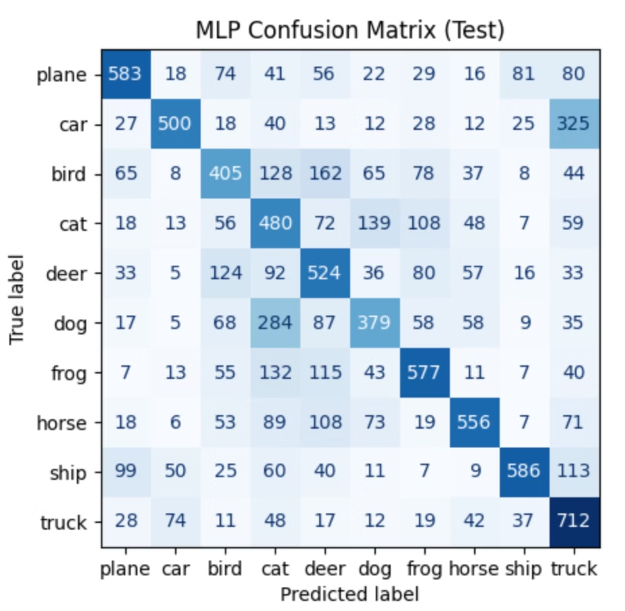 MLP Confusion Matrix (Test)
plane 583 18 74 41 56 22 29 16 81 80
car 27 500 18 40 13 12 28 12 25 325
bird 65 8 405 128 162 65 78 37 8 44
cat 18 13 56 480 72 139 108 48 7 59
deer 33 5 124 92 524 36 80 57 16 33
dog 17 5 68 284 87 379 58 58 9 35
frog 7 13 55 132 115 43 577 11 7 40
horse 18 6 53 89 108 73 19 556 7 71
ship 99 50 25 60 40 11 7 9 586 113
truck 28 74 11 48 17 12 19 42 37 712
plane car bird cat deer dog frog horse ship truck
Predicted label
True label